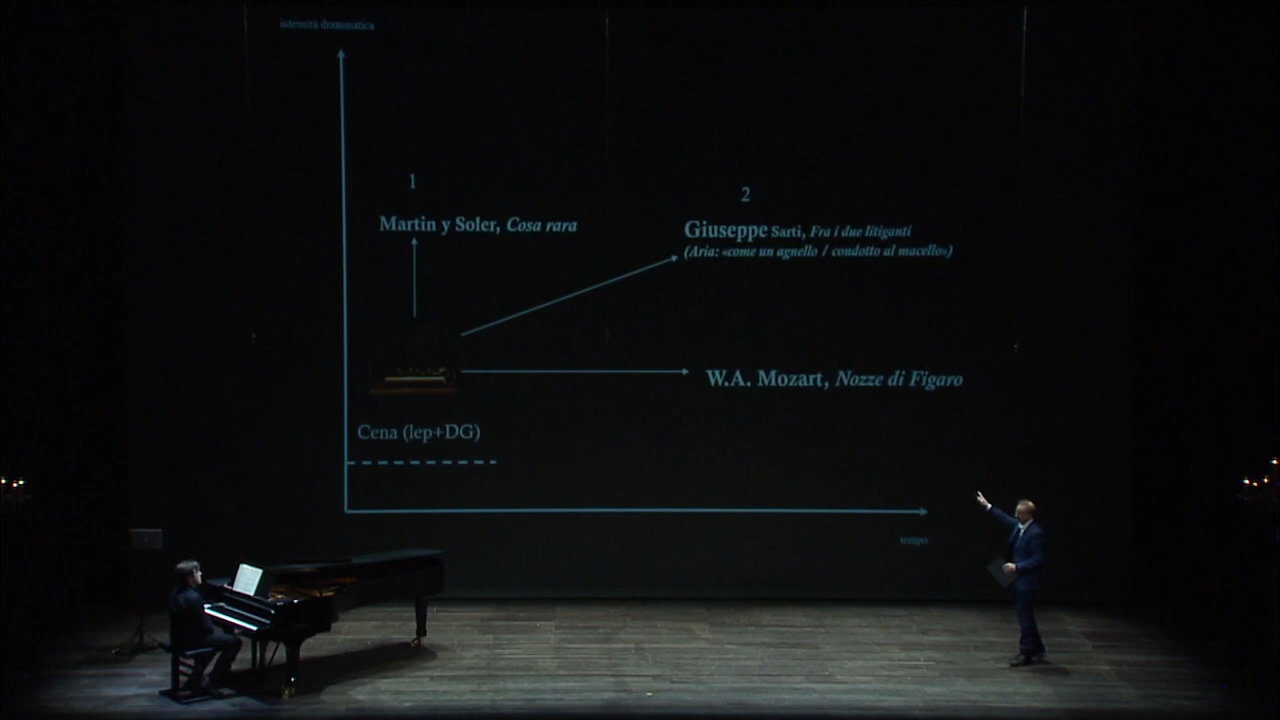 intensità drammatica
1
2
Martin y Soler, Cosa rara
Giuseppe Sarti, Fra i due litiganti
(Aria: «come un agnello / condotto al macello»)
W.A. Mozart, Nozze di Figaro
Cena (lep+DG)
tempo